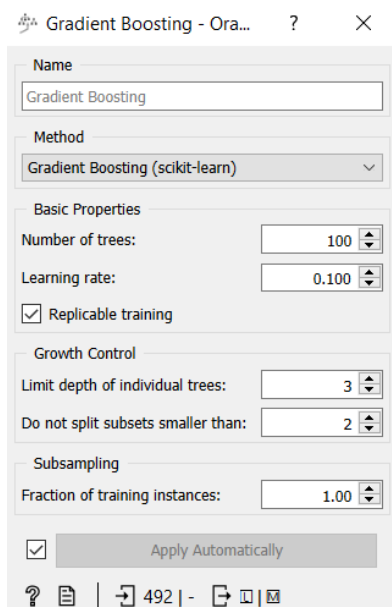 Gradient Boosting - Ora... ?
Name
Gradient Boosting
Method
Gradient Boosting (scikit-learn)
Basic Properties
Number of trees: 100
Learning rate: 0.100
Replicable training
Growth Control
Limit depth of individual trees: 3
Do not split subsets smaller than: 2
Subsampling
Fraction of training instances: 1.00
Apply Automatically
? | 492 | - L | M